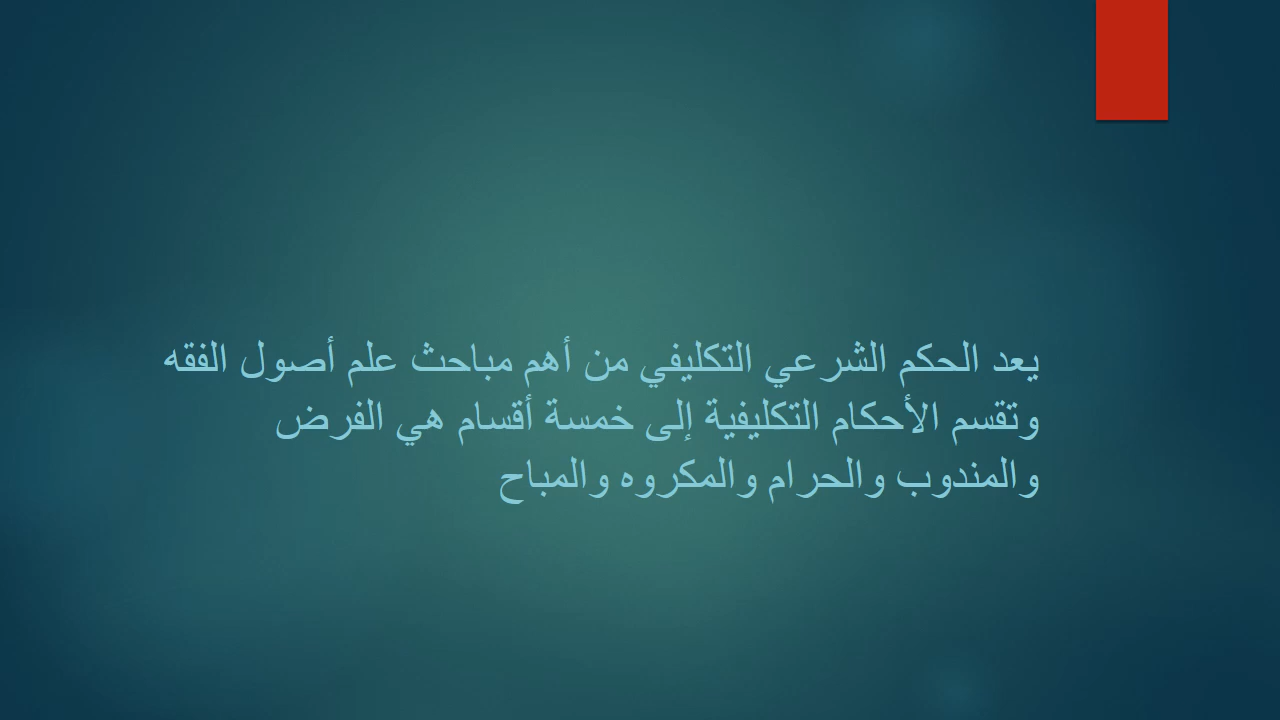 يعد الحكم الشرعي التكليفي من أهم مباحث علم أصول الفقه
وتقسم الأحكام التكليفية إلى خمسة أقسام هي الفرض
والمندوب والحرام والمكروه والمباح